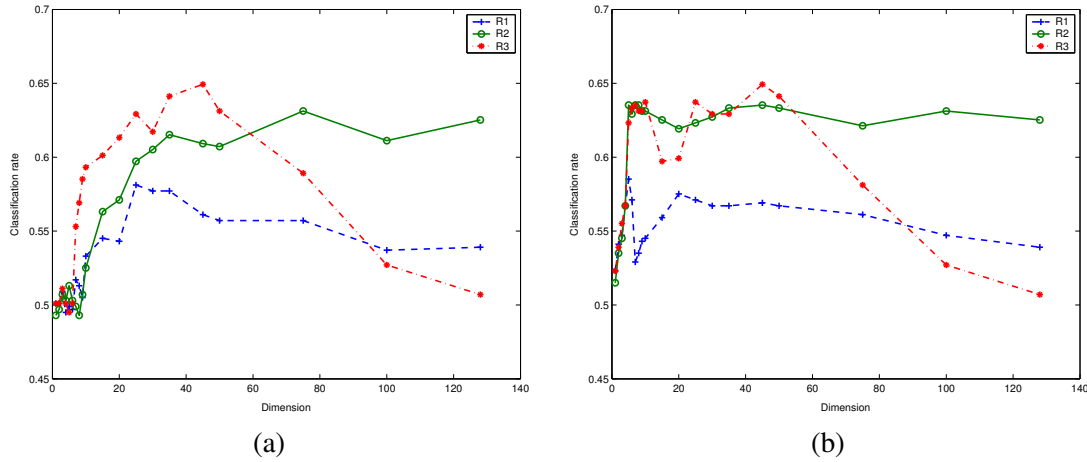 0.7
0.65
0.6
0.55
0.5
0.45
Classification rate
0 20 40 60 80 100 120 140
Dimension
R1
R2
R3
(a)
0.7
0.65
0.6
0.55
0.5
0.45
Classification rate
0 20 40 60 80 100 120 140
Dimension
R1
R2
R3
(b)